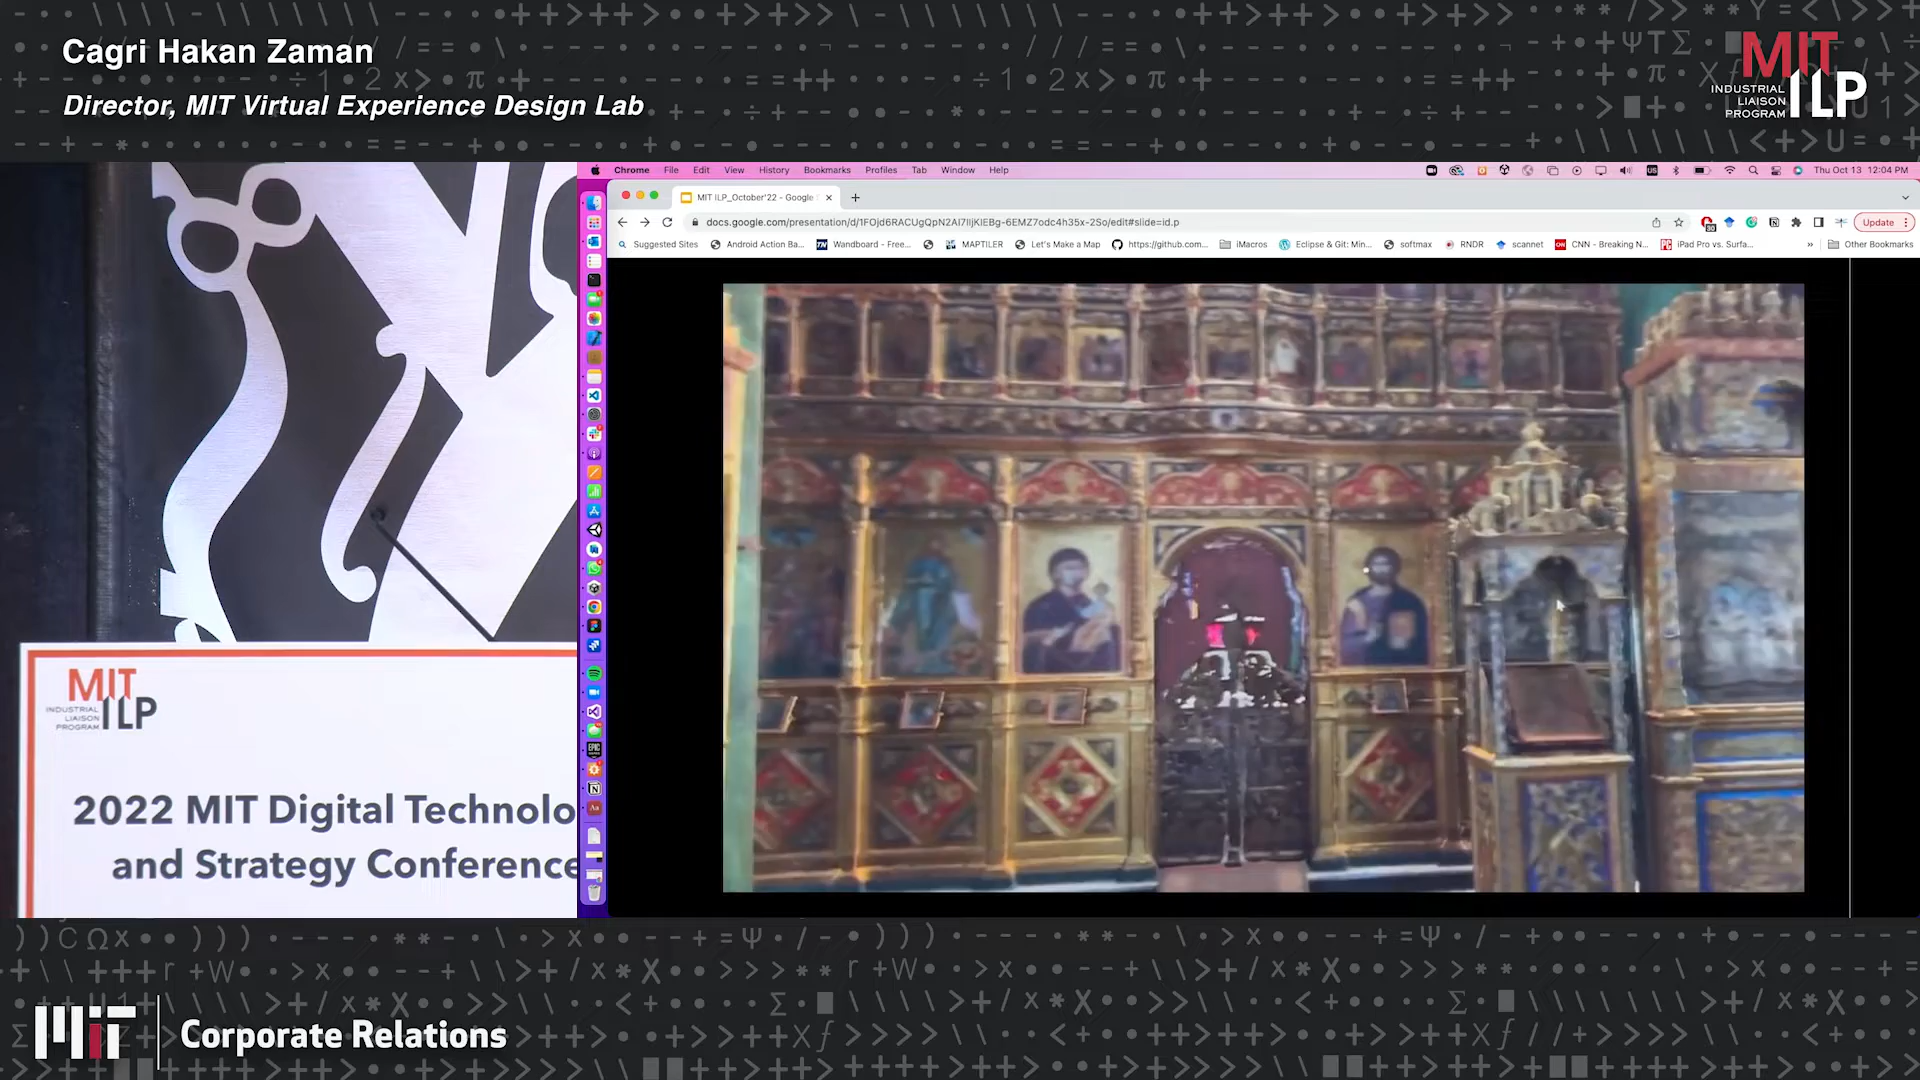 Cagri Hakan Zaman
Director, MIT Virtual Experience Design Lab
MIT
INDUSTRIAL
LIAISON
PROGRAM
ILP
Chrome File Edit View History Bookmarks Profiles Tab Window Help
Thu Oct 13 12:04 PM
MIT ILP_October'22 - Google
docs.google.com/presentation/d/1FOjd6RACUgQpN2AI7IIjKIEBg-6EMZ7odc4h35x-2So/edit#slide=id.p
Update
Suggested Sites Android Action Ba... Wandboard - Free... MAPTILER Let's Make a Map https://github.com... iMacros Eclipse & Git: Min... softmax RNDR scannet CNN - Breaking N... iPad Pro vs. Surfa... » Other Bookmarks
MIT
INDUSTRIAL
LIAISON
PROGRAM
ILP
2022 MIT Digital Technolo
and Strategy Conference
MIT
Corporate Relations